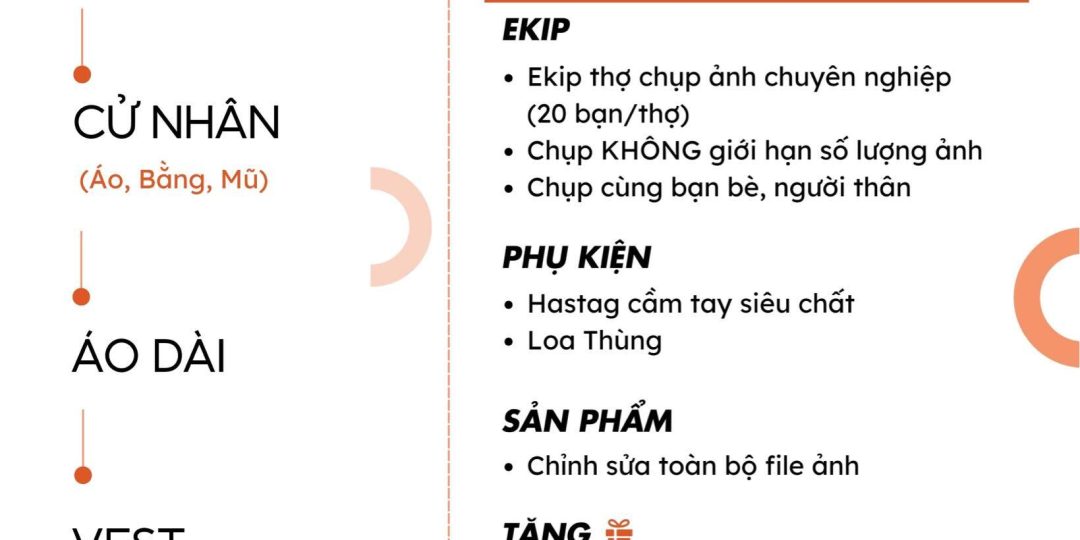 CỬ NHÂN
(Áo, Bằng, Mũ)
ÁO DÀI
VEST
EKIP
• Ekip thợ chụp ảnh chuyên nghiệp
(20 bạn/thợ)
• Chụp KHÔNG giới hạn số lượng ảnh
• Chụp cùng bạn bè, người thân
PHỤ KIỆN
• Hastag cầm tay siêu chất
• Loa Thùng
SẢN PHẨM
• Chỉnh sửa toàn bộ file ảnh